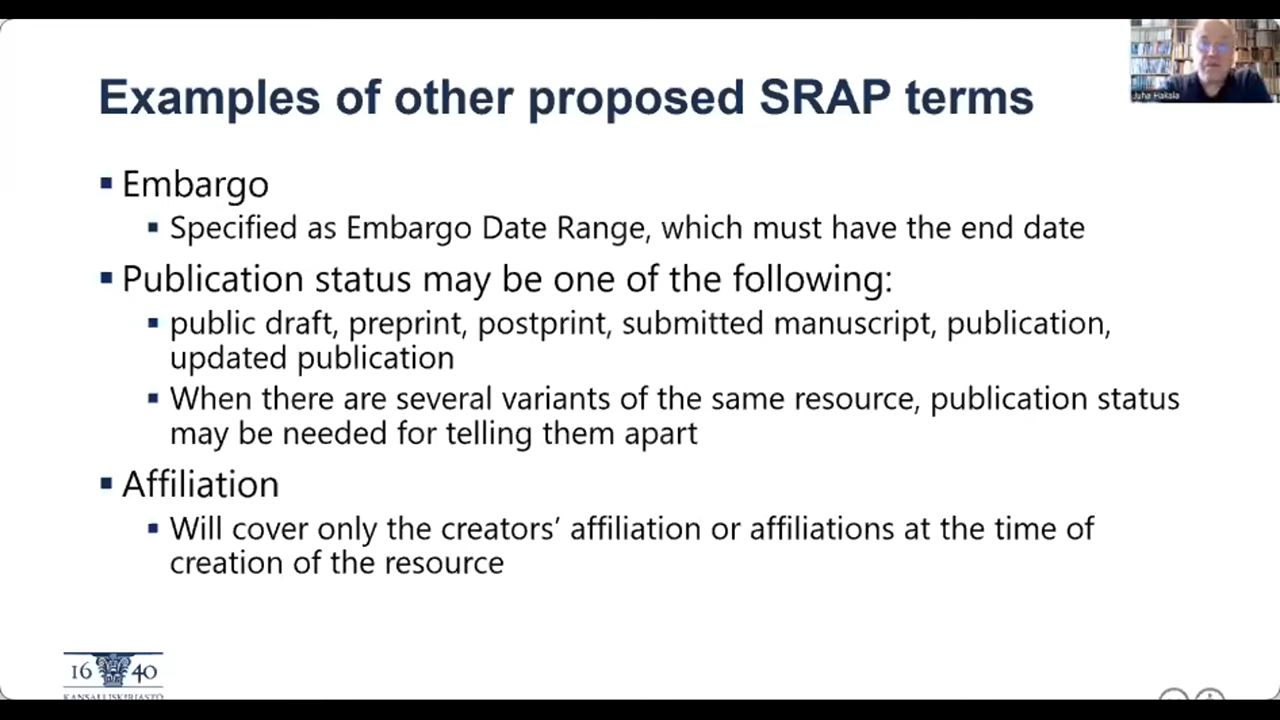 Examples of other proposed SRAP terms
Juha Hakala
Embargo
Specified as Embargo Date Range, which must have the end date
Publication status may be one of the following:
public draft, preprint, postprint, submitted manuscript, publication,
updated publication
When there are several variants of the same resource, publication status
may be needed for telling them apart
Affiliation
Will cover only the creators’ affiliation or affiliations at the time of
creation of the resource
16 40
KANSALLISKIRJASTO